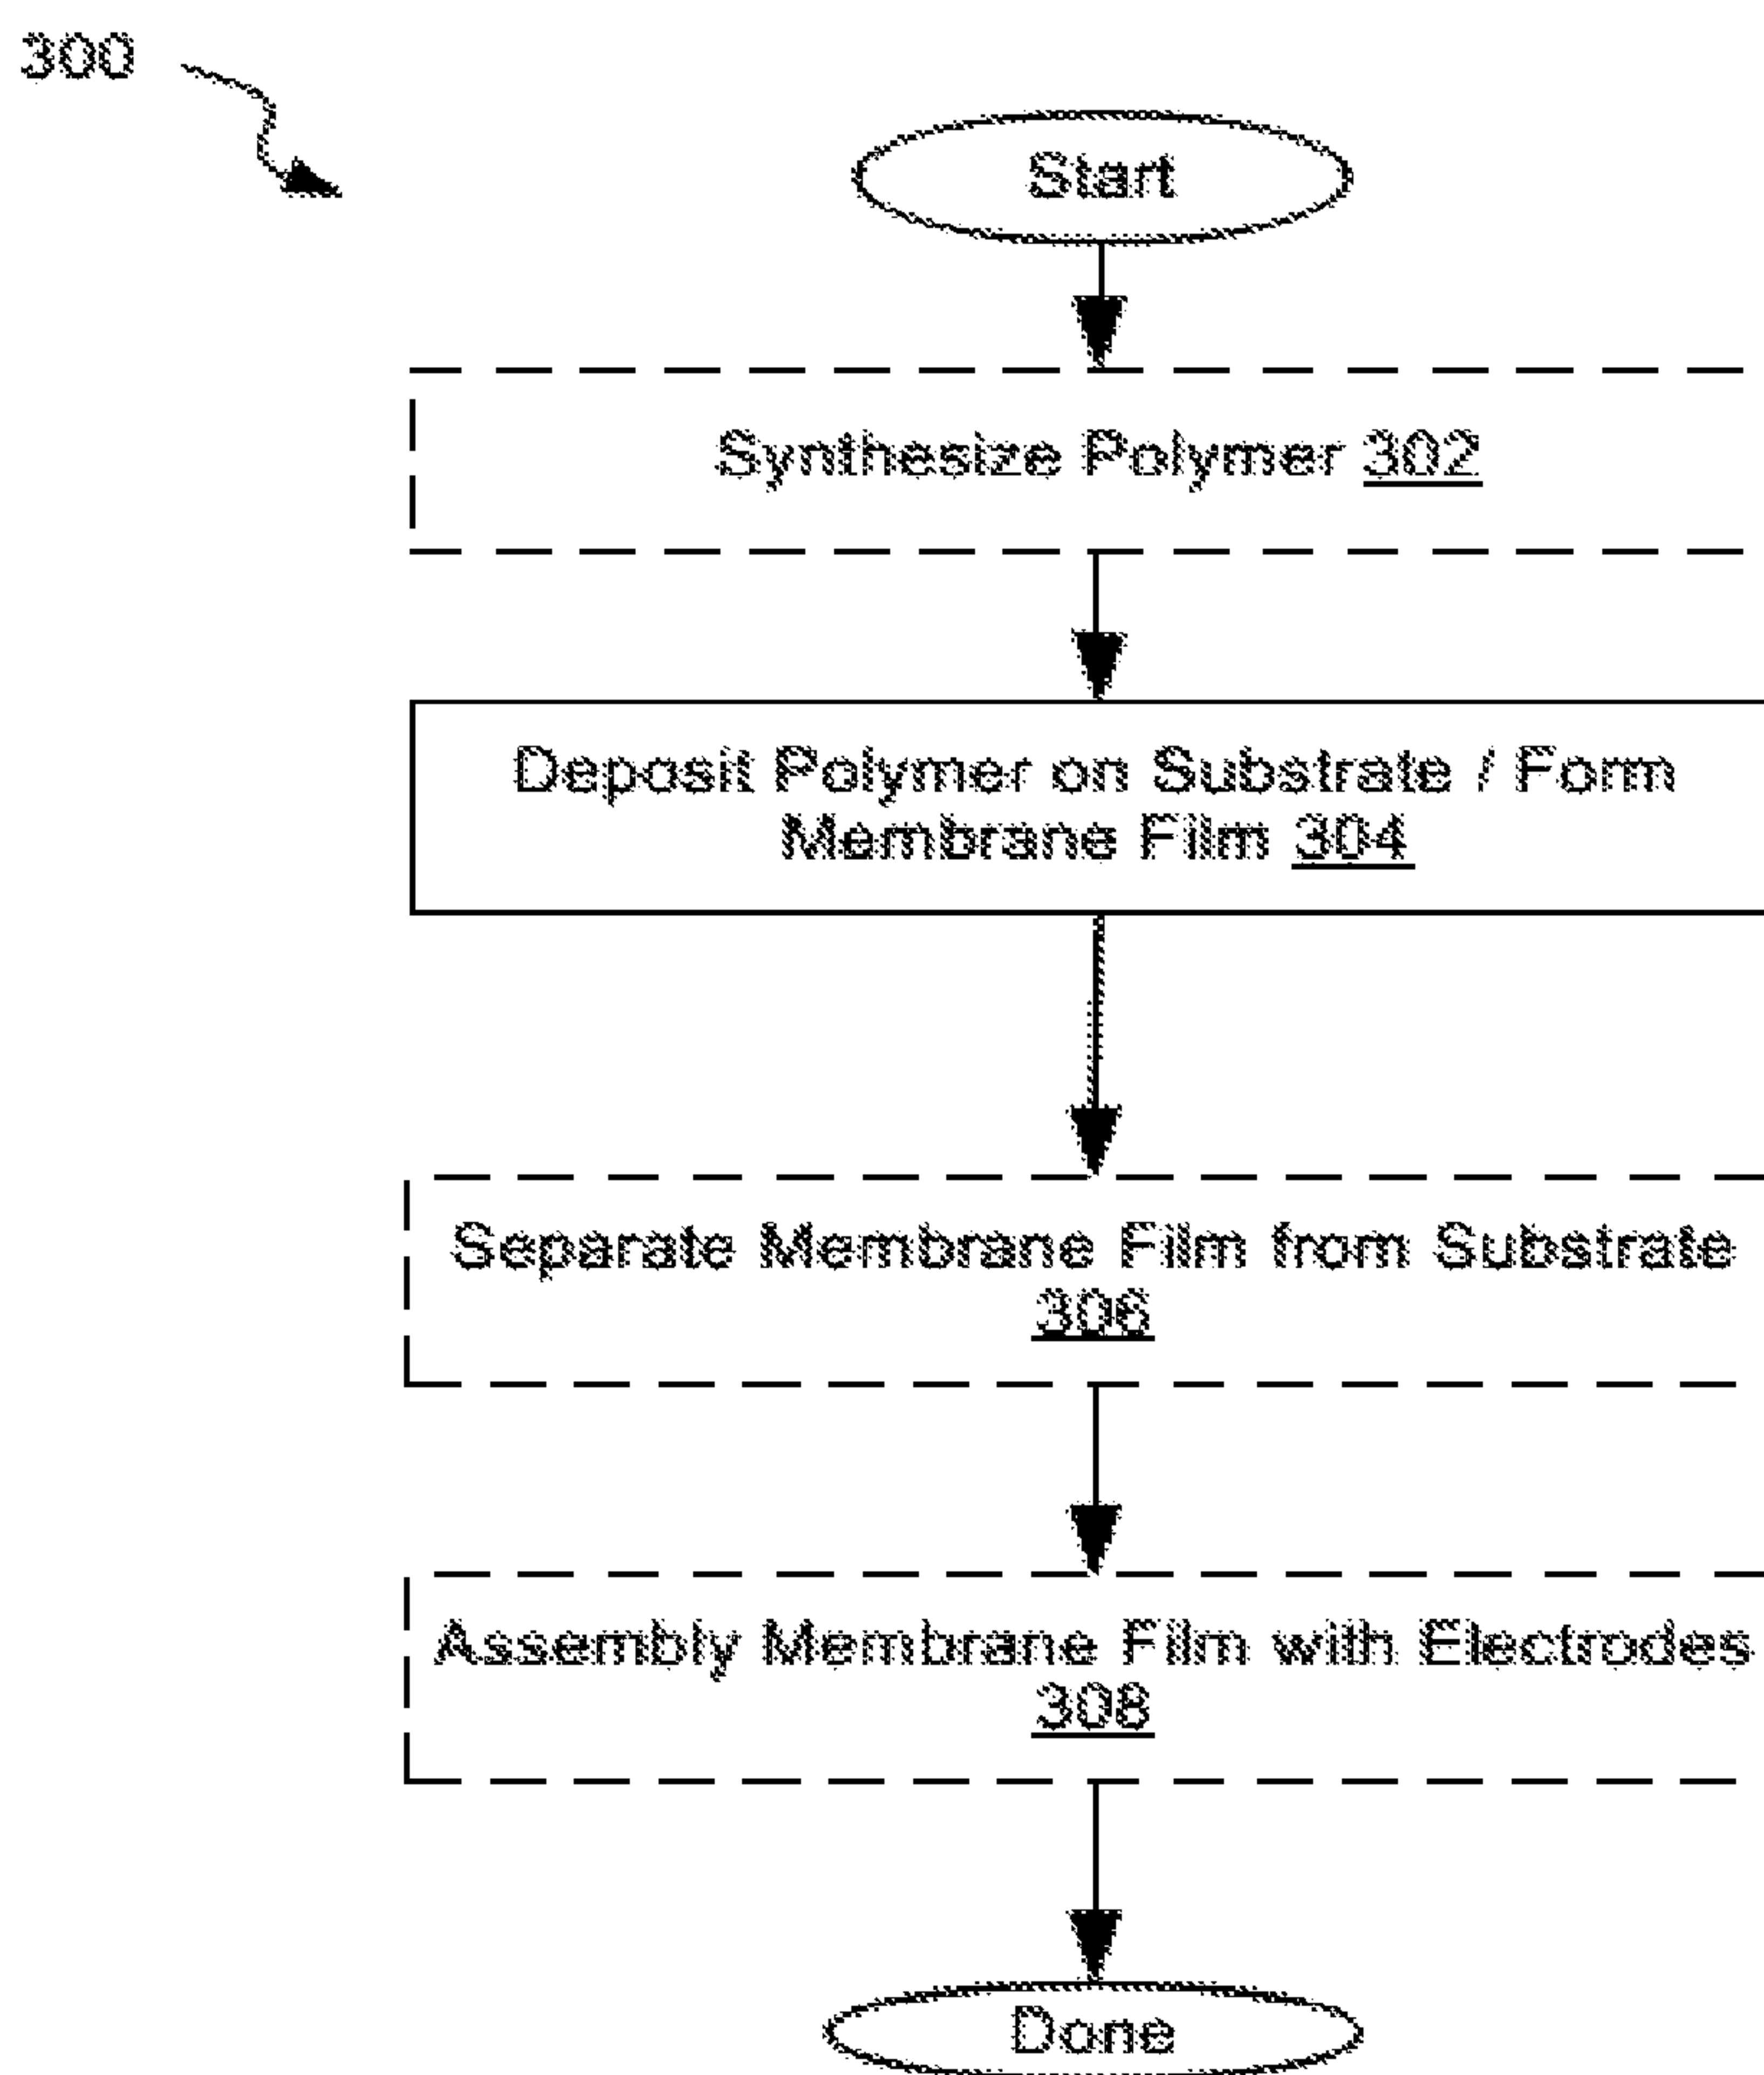 300
Start
Synthesize Polymer 302
Deposit Polymer on Substrate / Form
Membrane Film 304
Separate Membrane Film from Substrate
306
Assembly Membrane Film with Electrodes
308
Done